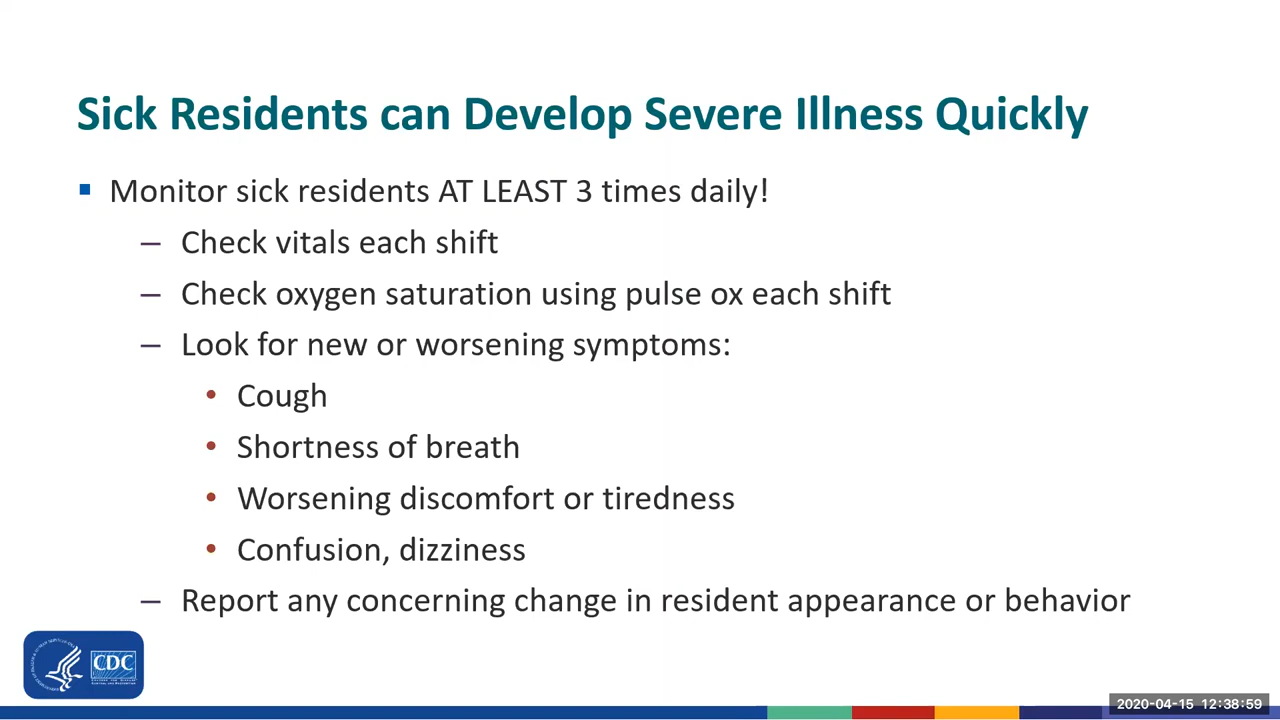 Sick Residents can Develop Severe Illness Quickly
▪ Monitor sick residents AT LEAST 3 times daily!
– Check vitals each shift
– Check oxygen saturation using pulse ox each shift
– Look for new or worsening symptoms:
• Cough
• Shortness of breath
• Worsening discomfort or tiredness
• Confusion, dizziness
– Report any concerning change in resident appearance or behavior
CDC
2020-04-15 12:38:59